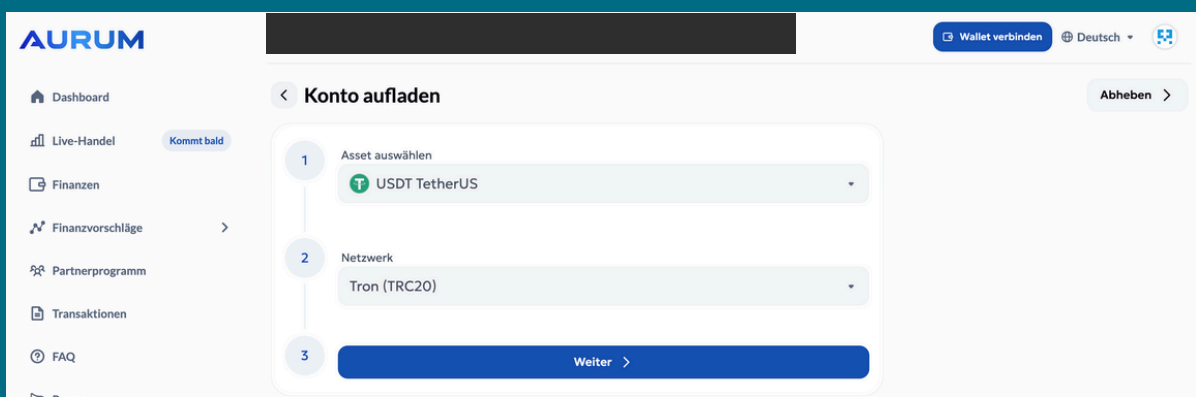 AURUM
Wallet verbinden
Deutsch
Dashboard
Live-Handel
Kommt bald
Finanzen
Finanzvorschläge
Partnerprogramm
Transaktionen
FAQ
Konto aufladen
Abheben
1
Asset auswählen
USDT TetherUS
2
Netzwerk
Tron (TRC20)
3
Weiter